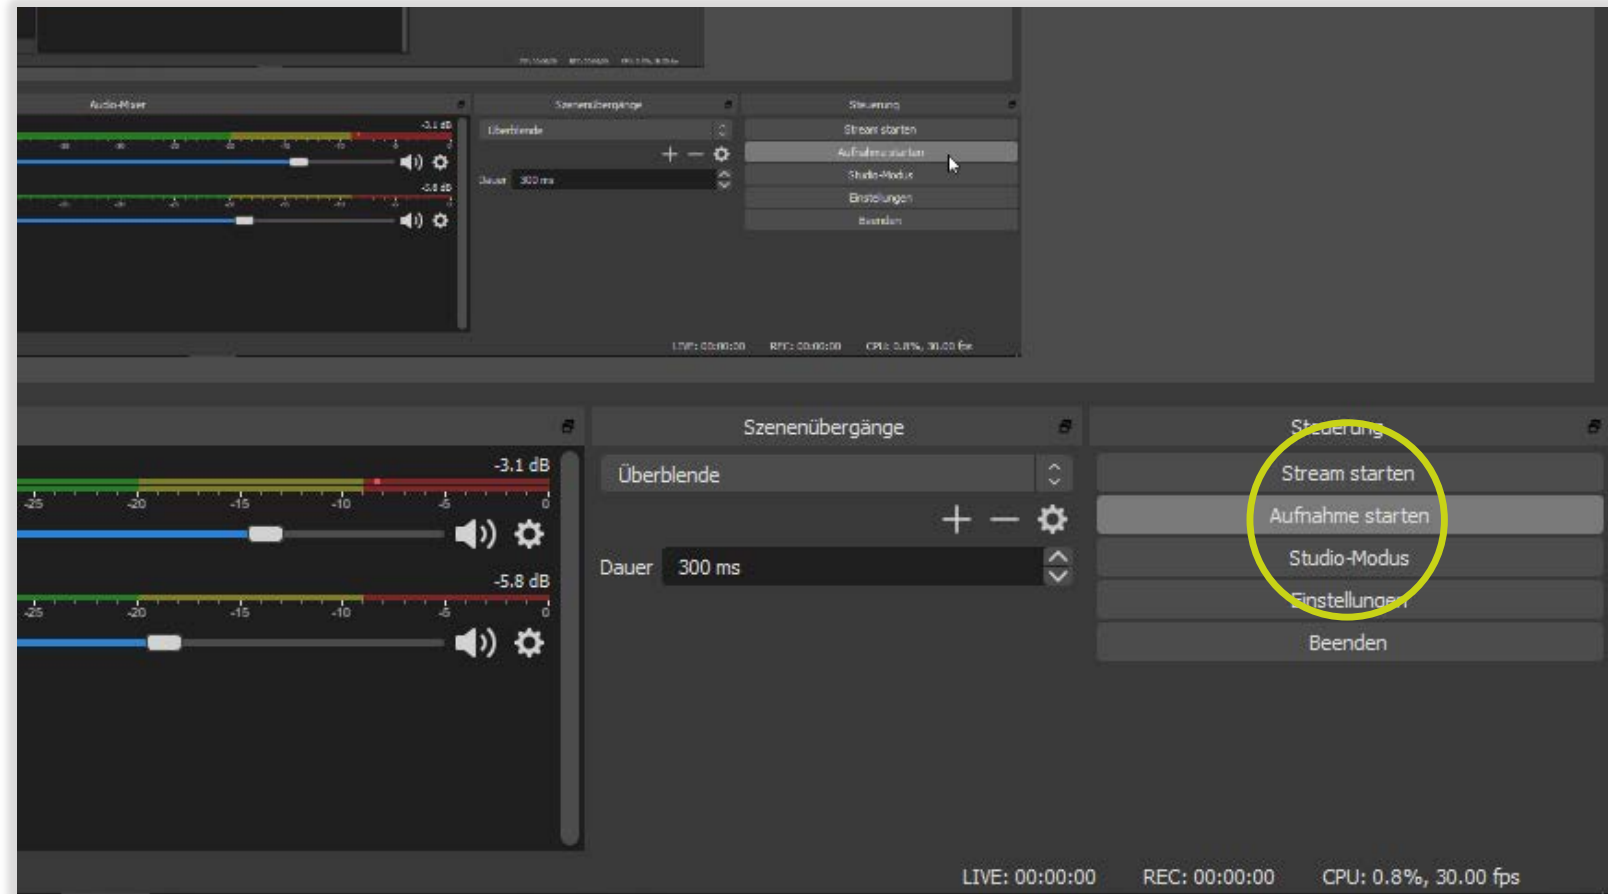 Audio-Mixer
Szenenübergänge
Steuerung
-3.1 dB
Überblende
Stream starten
Aufnahme starten
Dauer 300 ms
Studio-Modus
-5.8 dB
Einstellungen
Beenden
LIVE: 00:00:00 REC: 00:00:00 CPU: 0.8%, 30.00 fps
Szenenübergänge
Steuerung
-3.1 dB
Überblende
Stream starten
-25 -20 -15 -10 -5 0
Aufnahme starten
Dauer 300 ms
Studio-Modus
-5.8 dB
Einstellungen
-25 -20 -15 -10 -5 0
Beenden
LIVE: 00:00:00 REC: 00:00:00 CPU: 0.8%, 30.00 fps